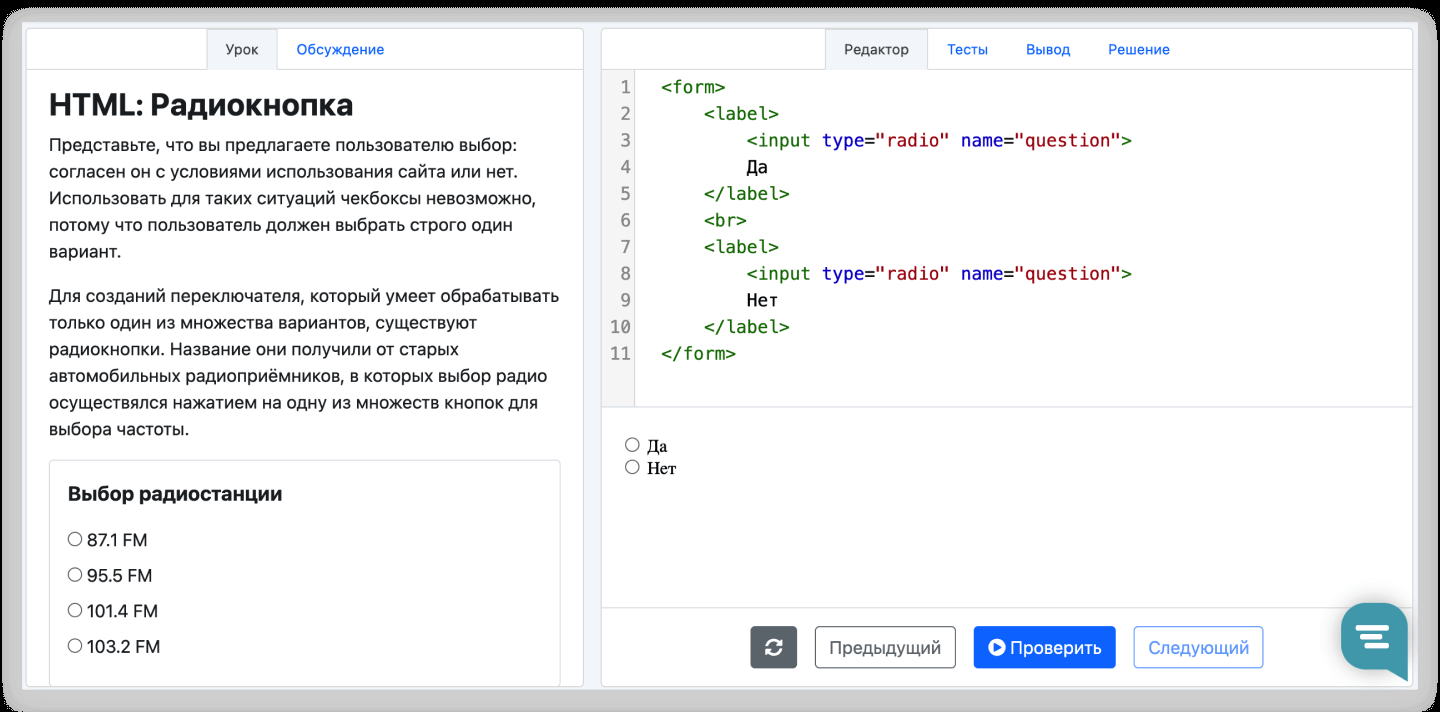 Урок
Обсуждение
HTML: Радиокнопка
Представьте, что вы предлагаете пользователю выбор:
согласен он с условиями использования сайта или нет.
Использовать для таких ситуаций чекбоксы невозможно,
потому что пользователь должен выбрать строго один
вариант.
Для созданий переключателя, который умеет обрабатывать
только один из множества вариантов, существуют
радиокнопки. Название они получили от старых
автомобильных радиоприёмников, в которых выбор радио
осуществялся нажатием на одну из множеств кнопок для
выбора частоты.
Выбор радиостанции
87.1 FM
95.5 FM
101.4 FM
103.2 FM
Редактор
Тесты
Вывод
Решение
1 <form>
2 <label>
3 <input type="radio" name="question">
4 Да
5 </label>
6 <br>
7 <label>
8 <input type="radio" name="question">
9 Нет
10 </label>
11 </form>
Да
Нет
Предыдущий
Проверить
Следующий